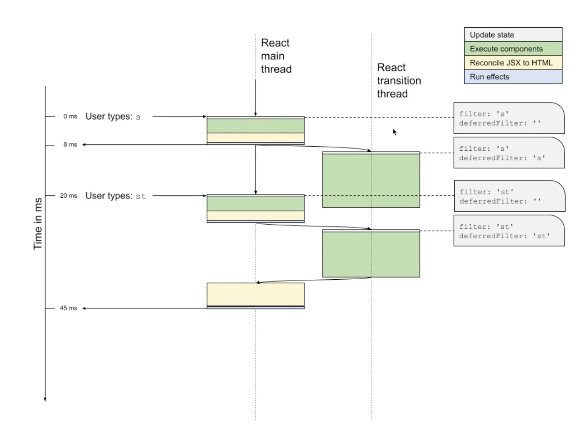 Update state
Execute components
Reconcile JSX to HTML
Run effects
React
main
thread
React
transition
thread
Time in ms
0 ms
User types: s
filter: 's'
deferredFilter: ''
8 ms
filter: 's'
deferredFilter: 's'
20 ms
User types: st
filter: 'st'
deferredFilter: ''
filter: 'st'
deferredFilter: 'st'
45 ms